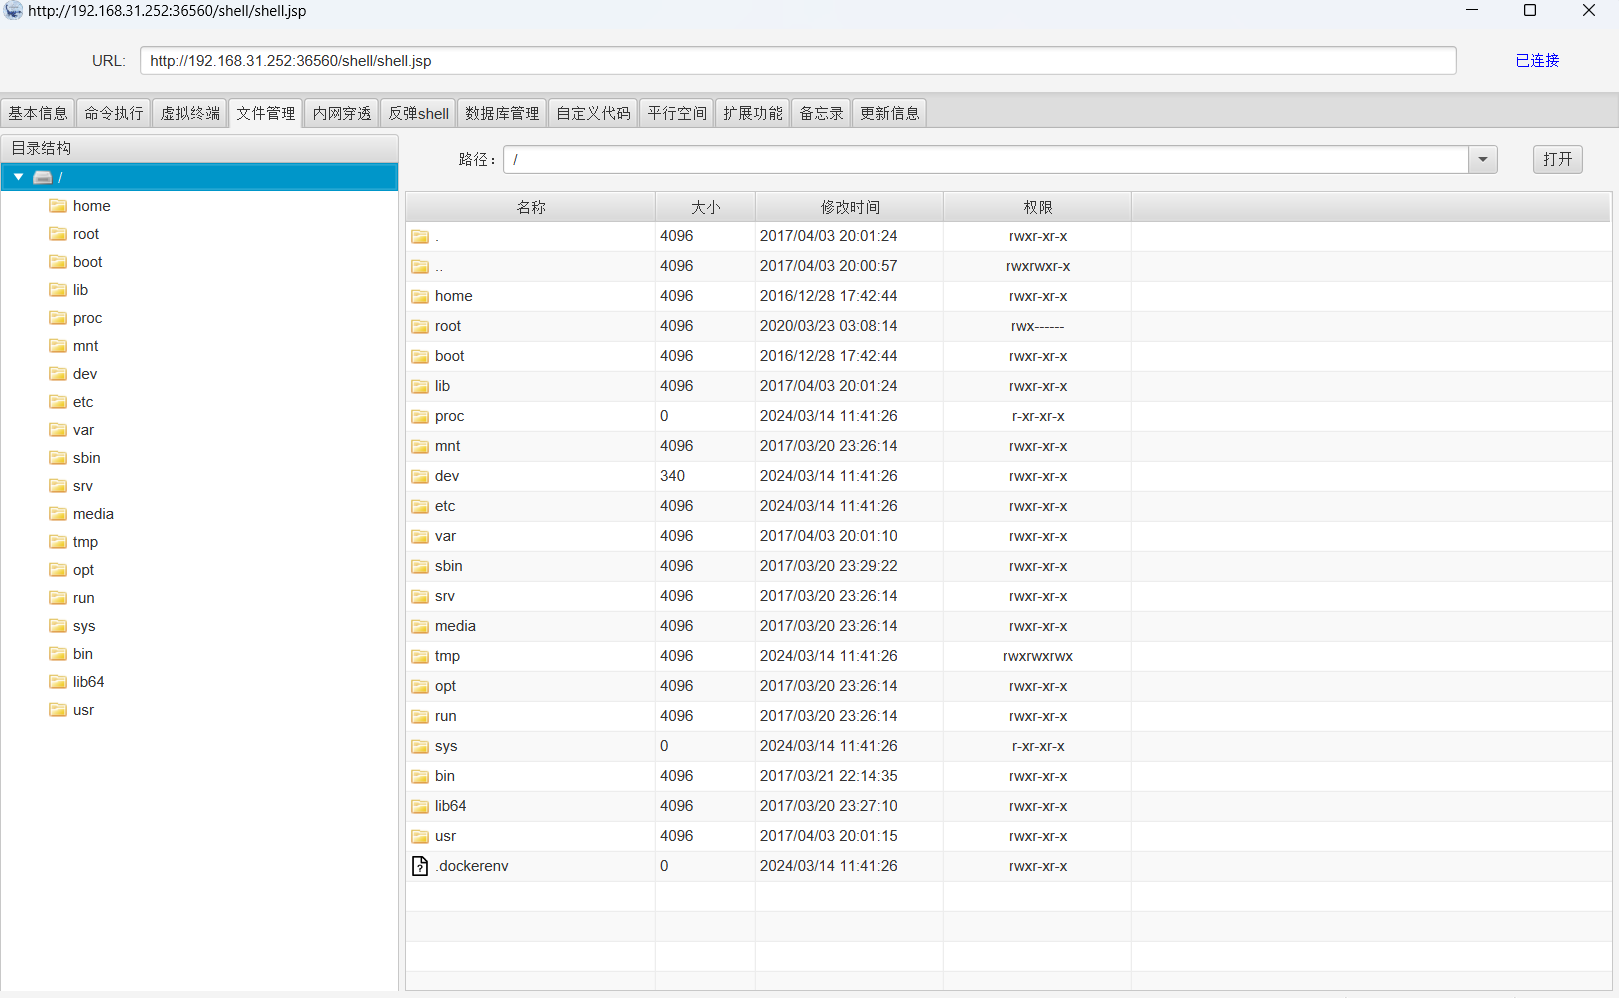 http://192.168.31.252:36560/shell/shell.jsp
URL: http://192.168.31.252:36560/shell/shell.jsp 已连接
基本信息 命令执行 虚拟终端 文件管理 内网穿透 反弹shell 数据库管理 自定义代码 平行空间 扩展功能 备忘录 更新信息
目录结构
/
home
root
boot
lib
proc
mnt
dev
etc
var
sbin
srv
media
tmp
opt
run
sys
bin
lib64
usr
路径： / 打开
名称 大小 修改时间 权限
. 4096 2017/04/03 20:01:24 rwxr-xr-x
.. 4096 2017/04/03 20:00:57 rwxrwxr-x
home 4096 2016/12/28 17:42:44 rwxr-xr-x
root 4096 2020/03/23 03:08:14 rwx------
boot 4096 2016/12/28 17:42:44 rwxr-xr-x
lib 4096 2017/04/03 20:01:24 rwxr-xr-x
proc 0 2024/03/14 11:41:26 r-xr-xr-x
mnt 4096 2017/03/20 23:26:14 rwxr-xr-x
dev 340 2024/03/14 11:41:26 rwxr-xr-x
etc 4096 2024/03/14 11:41:26 rwxr-xr-x
var 4096 2017/04/03 20:01:10 rwxr-xr-x
sbin 4096 2017/03/20 23:29:22 rwxr-xr-x
srv 4096 2017/03/20 23:26:14 rwxr-xr-x
media 4096 2017/03/20 23:26:14 rwxr-xr-x
tmp 4096 2024/03/14 11:41:26 rwxrwxrwx
opt 4096 2017/03/20 23:26:14 rwxr-xr-x
run 4096 2017/03/20 23:26:14 rwxr-xr-x
sys 0 2024/03/14 11:41:26 r-xr-xr-x
bin 4096 2017/03/21 22:14:35 rwxr-xr-x
lib64 4096 2017/03/20 23:27:10 rwxr-xr-x
usr 4096 2017/04/03 20:01:15 rwxr-xr-x
.dockerenv 0 2024/03/14 11:41:26 rwxr-xr-x